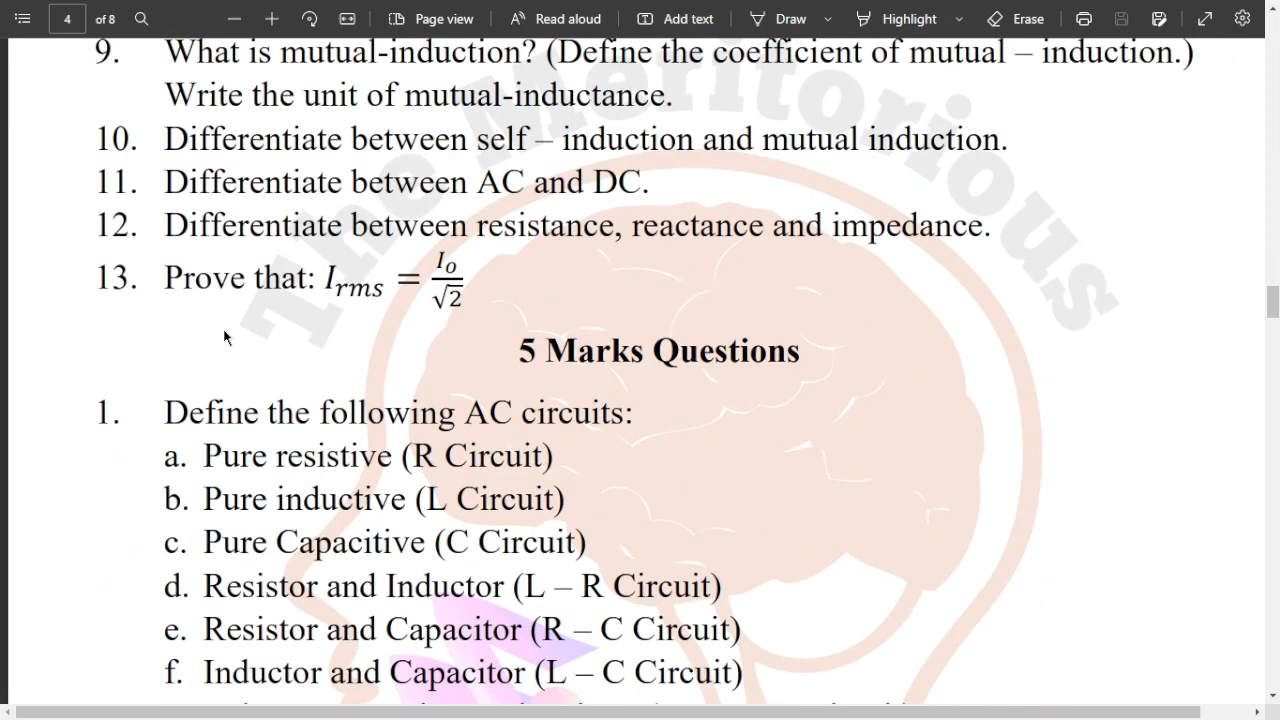 4 of 8 Page view Read aloud Add text Draw Highlight Erase
9. What is mutual-induction? (Define the coefficient of mutual – induction.)
Write the unit of mutual-inductance.
10. Differentiate between self – induction and mutual induction.
11. Differentiate between AC and DC.
12. Differentiate between resistance, reactance and impedance.
13. Prove that: I_rms = I_o/√2
5 Marks Questions
1. Define the following AC circuits:
a. Pure resistive (R Circuit)
b. Pure inductive (L Circuit)
c. Pure Capacitive (C Circuit)
d. Resistor and Inductor (L – R Circuit)
e. Resistor and Capacitor (R – C Circuit)
f. Inductor and Capacitor (L – C Circuit)
The Meritorious